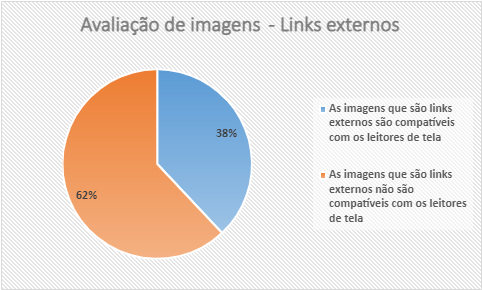 Avaliação de imagens - Links externos
38%
62%
As imagens que são links
externos são compatíveis
com os leitores de tela
As imagens que são links
externos não são
compatíveis com os leitores
de tela